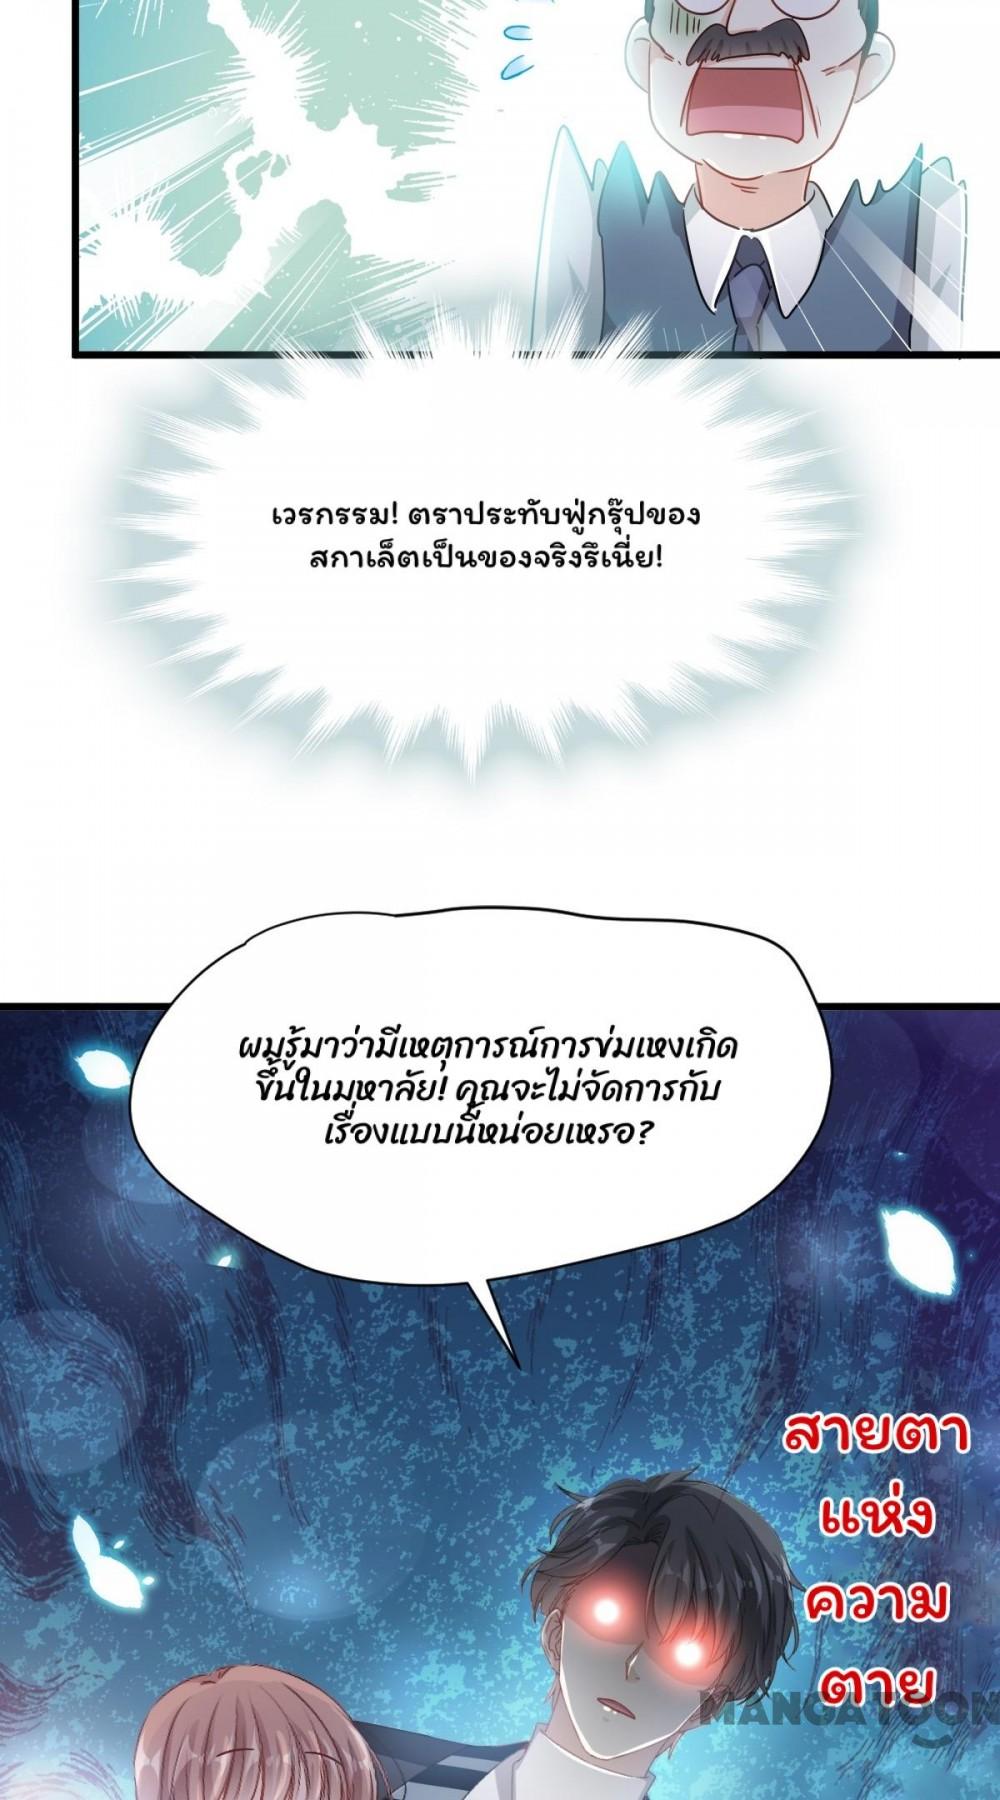 เวรกรรม! ตราประทับฟู่กรุ๊ปของ
สกาเล็ตเป็นของจริงรึเนี่ย!
ผมรู้มาว่ามีเหตุการณ์การข่มเหงเกิด
ขึ้นในมหาลัย! คุณจะไม่จัดการกับ
เรื่องแบบนี้หน่อยเหรอ?
สายตา
แห่ง
ความ
ตาย
MANGATOON